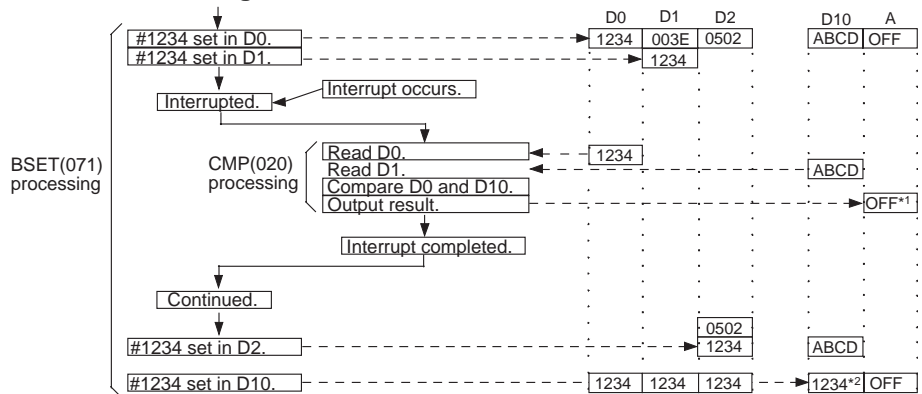 D0 D1 D2 D10 A
#1234 set in D0. 1234 003E 0502 ABCD OFF
#1234 set in D1. 1234
Interrupt occurs.
Interrupted.
BSET(071)
processing
CMP(020)
processing
Read D0. 1234
Read D1. ABCD
Compare D0 and D10.
Output result. OFF*1
Interrupt completed.
Continued.
0502
#1234 set in D2. 1234 ABCD
#1234 set in D10. 1234 1234 1234 1234*2 OFF